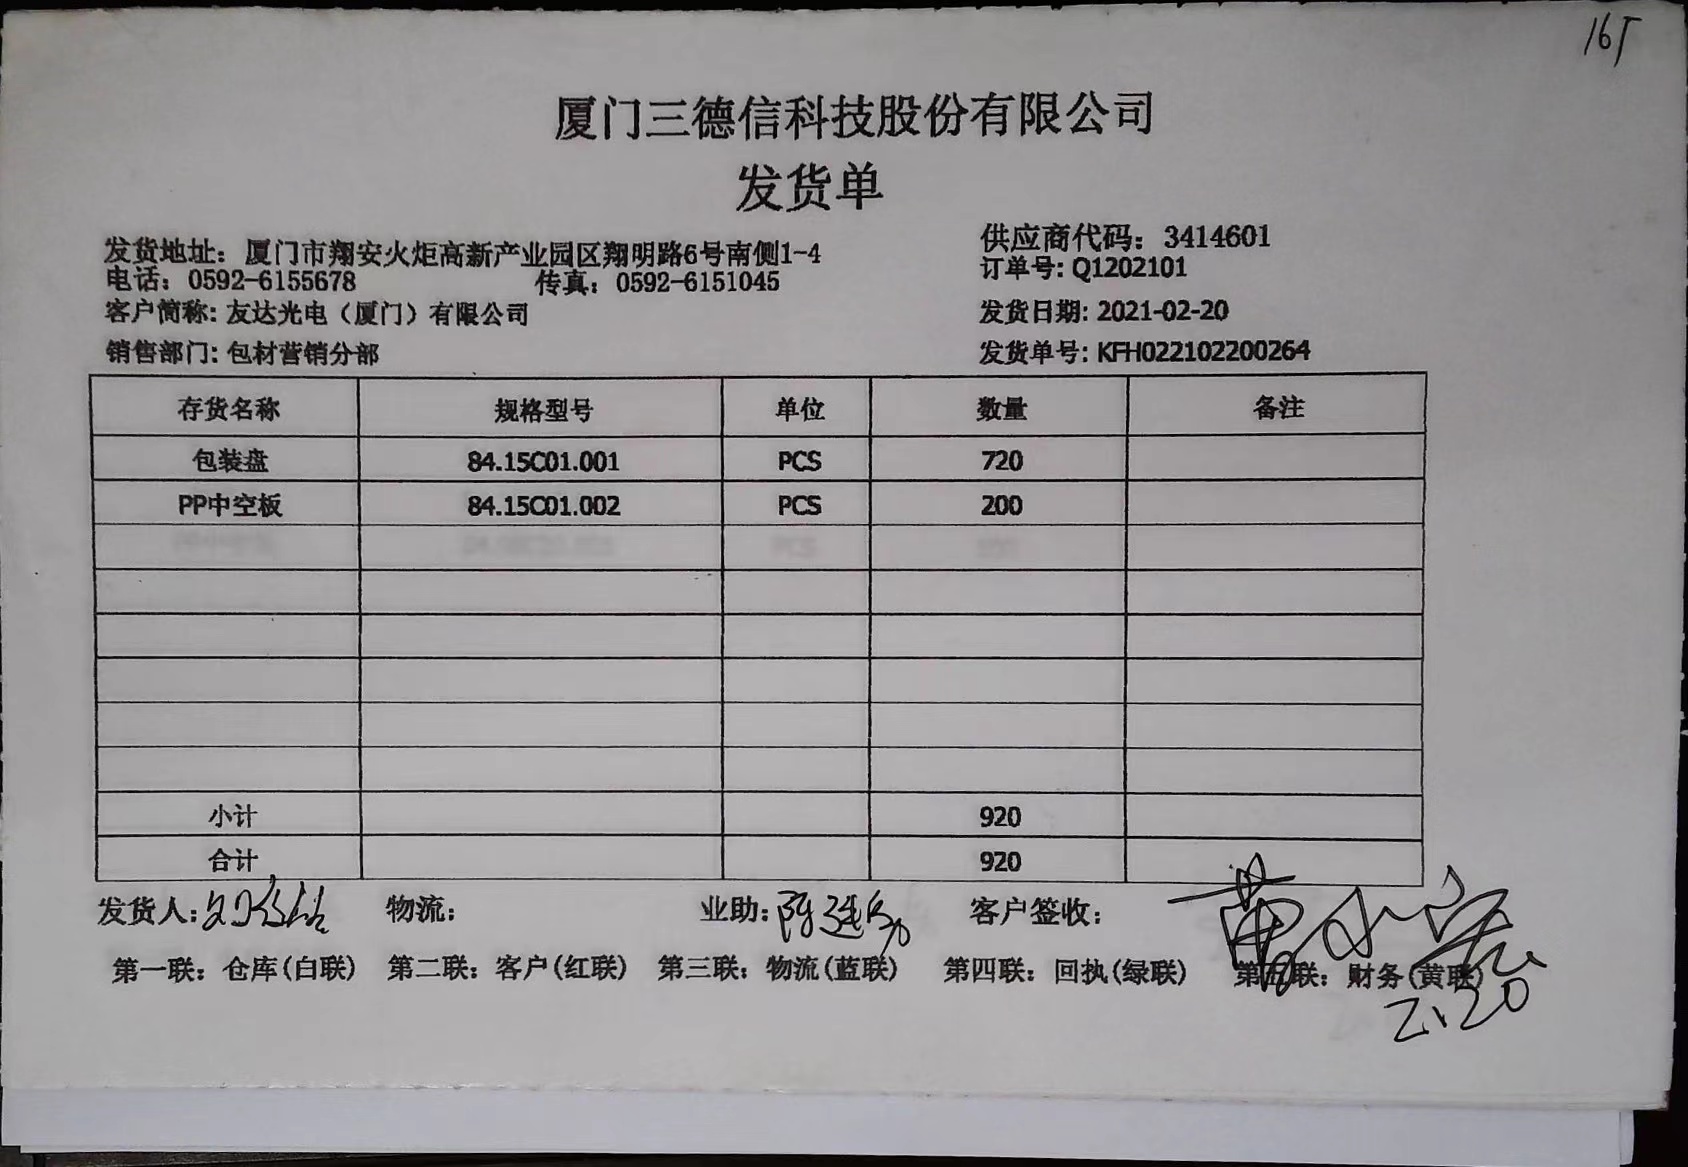 厦门三德信科技股份有限公司
发货单
发货地址：厦门市翔安火炬高新产业园区翔明路6号南侧1-4
供应商代码：3414601
电话：0592-6155678 传真：0592-6151045
订单号：Q1202101
客户简称：友达光电（厦门）有限公司
发货日期：2021-02-20
销售部门：包材营销分部
发货单号：KFH022102200264
存货名称 规格型号 单位 数量 备注
包装盘 84.15C01.001 PCS 720
PP中空板 84.15C01.002 PCS 200
小计 920
合计 920
发货人： 物流： 业助： 客户签收：
第一联：仓库(白联) 第二联：客户(红联) 第三联：物流(蓝联) 第四联：回执(绿联) 第五联：财务(黄联)
2.20